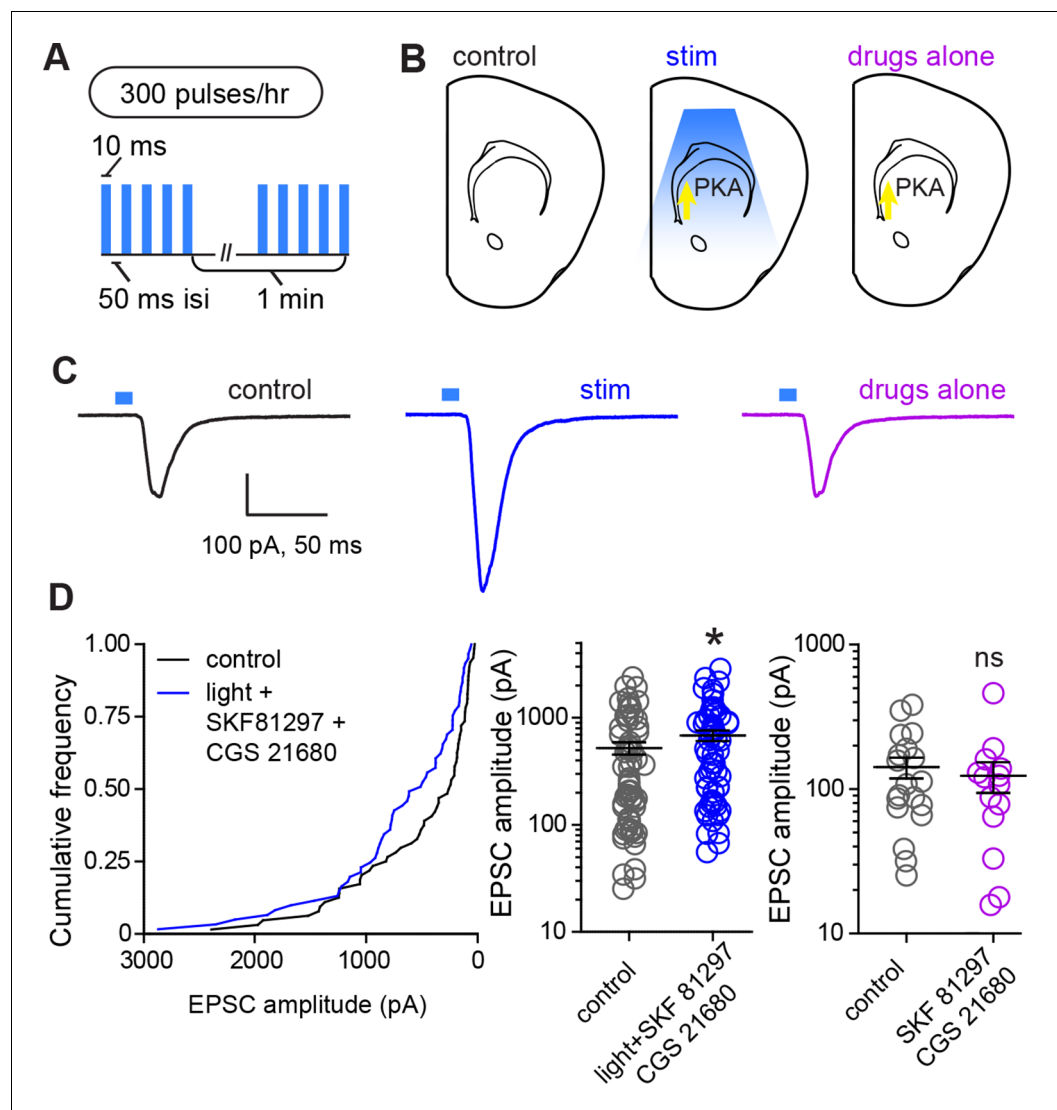 A
300 pulses/hr
10 ms
50 ms isi
//
1 min
B
control
stim
drugs alone
PKA
PKA
C
control
stim
drugs alone
100 pA, 50 ms
D
Cumulative frequency
1.00
0.75
0.50
0.25
0
3000
2000
1000
0
EPSC amplitude (pA)
control
light +
SKF81297 +
CGS 21680
EPSC amplitude (pA)
1000
100
10
*
control
light+SKF 81297
CGS 21680
EPSC amplitude (pA)
1000
100
10
ns
control
SKF 81297
CGS 21680